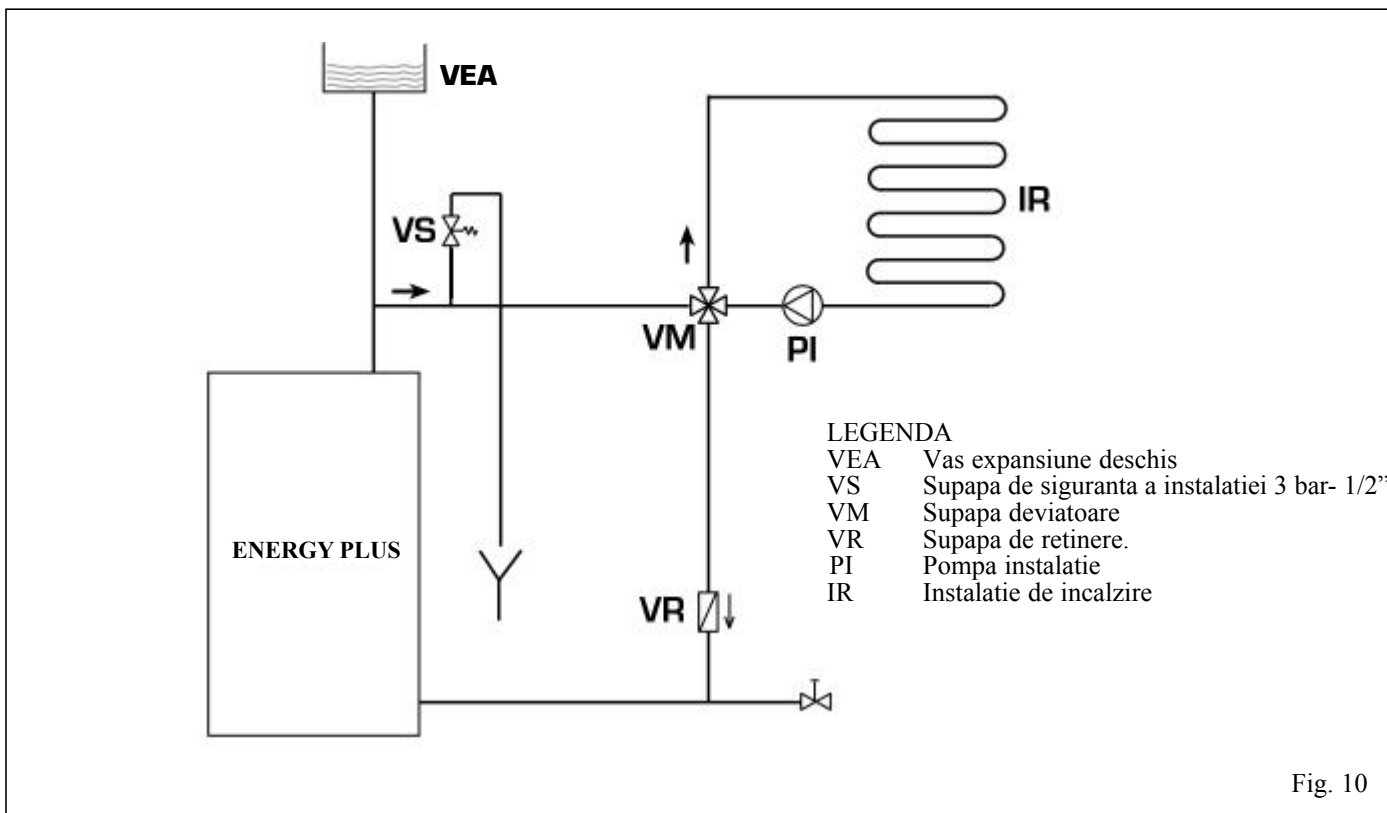 VEA
VS
IR
VM
PI
ENERGY PLUS
VR
LEGENDA
VEA Vas expansiune deschis
VS Supapa de siguranta a instalatiei 3 bar- 1/2”
VM Supapa deviatoare
VR Supapa de retinere.
PI Pompa instalatie
IR Instalatie de incalzire
Fig. 10